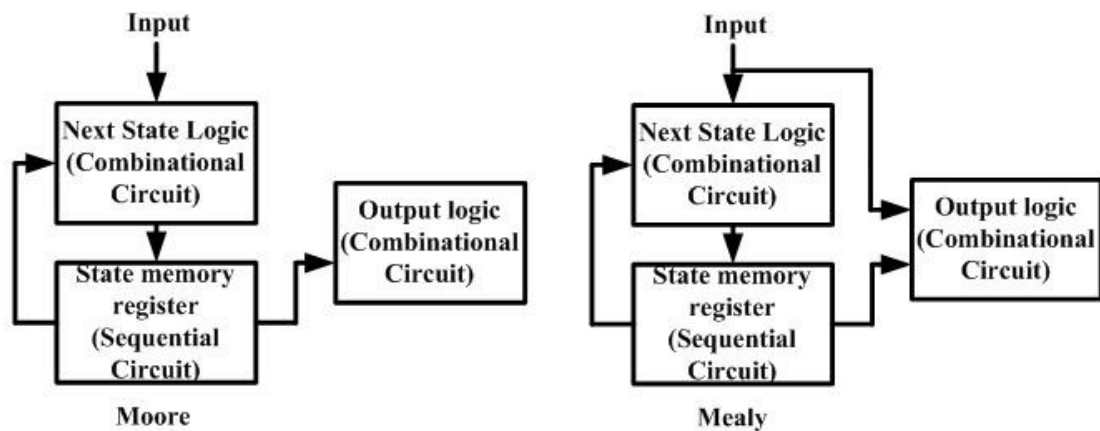 Input
Next State Logic
(Combinational
Circuit)
State memory
register
(Sequential
Circuit)
Output logic
(Combinational
Circuit)
Moore
Input
Next State Logic
(Combinational
Circuit)
State memory
register
(Sequential
Circuit)
Output logic
(Combinational
Circuit)
Mealy